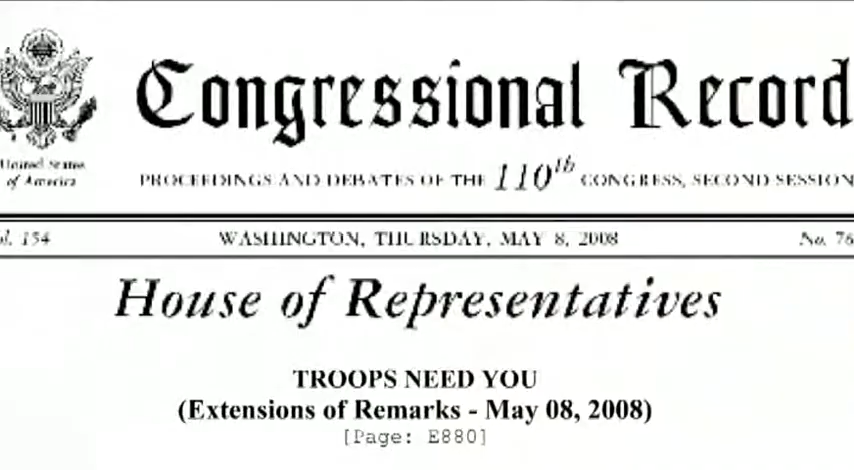 Congressional Record
United States
of America
PROCEEDINGS AND DEBATES OF THE 110th CONGRESS, SECOND SESSION
ol. 154 WASHINGTON, THURSDAY, MAY 8, 2008 No. 76
House of Representatives
TROOPS NEED YOU
(Extensions of Remarks - May 08, 2008)
[Page: E880]